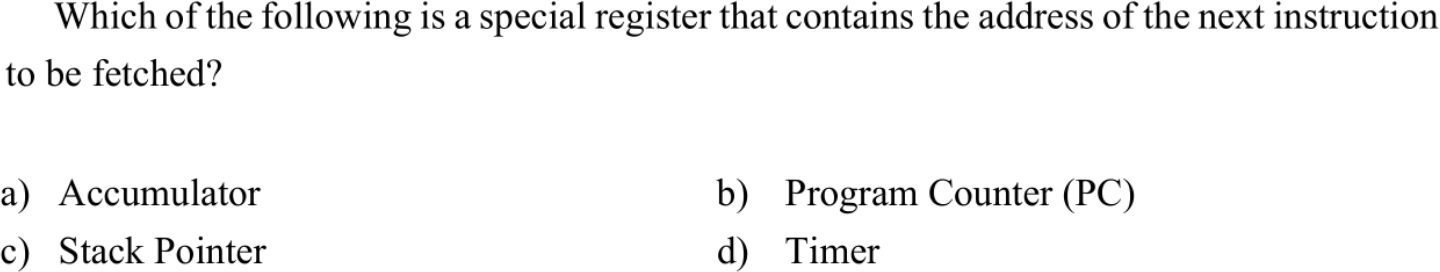 Which of the following is a special register that contains the address of the next instruction
to be fetched?
a) Accumulator b) Program Counter (PC)
c) Stack Pointer d) Timer